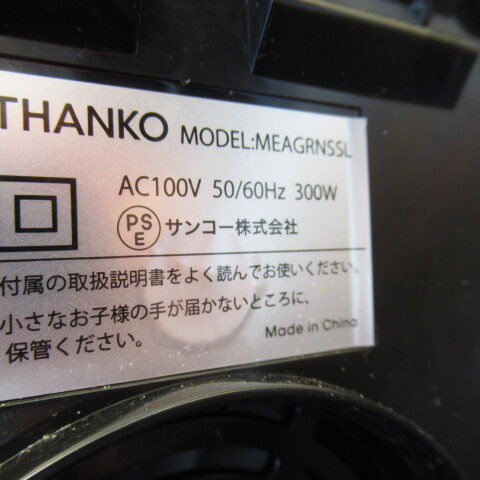 THANKO MODEL:MEAGRNSSL
AC100V 50/60Hz 300W
PSE サンコー株式会社
付属の取扱説明書をよく読んでお使いください。
小さなお子様の手が届かないところに、
保管ください。
Made in China